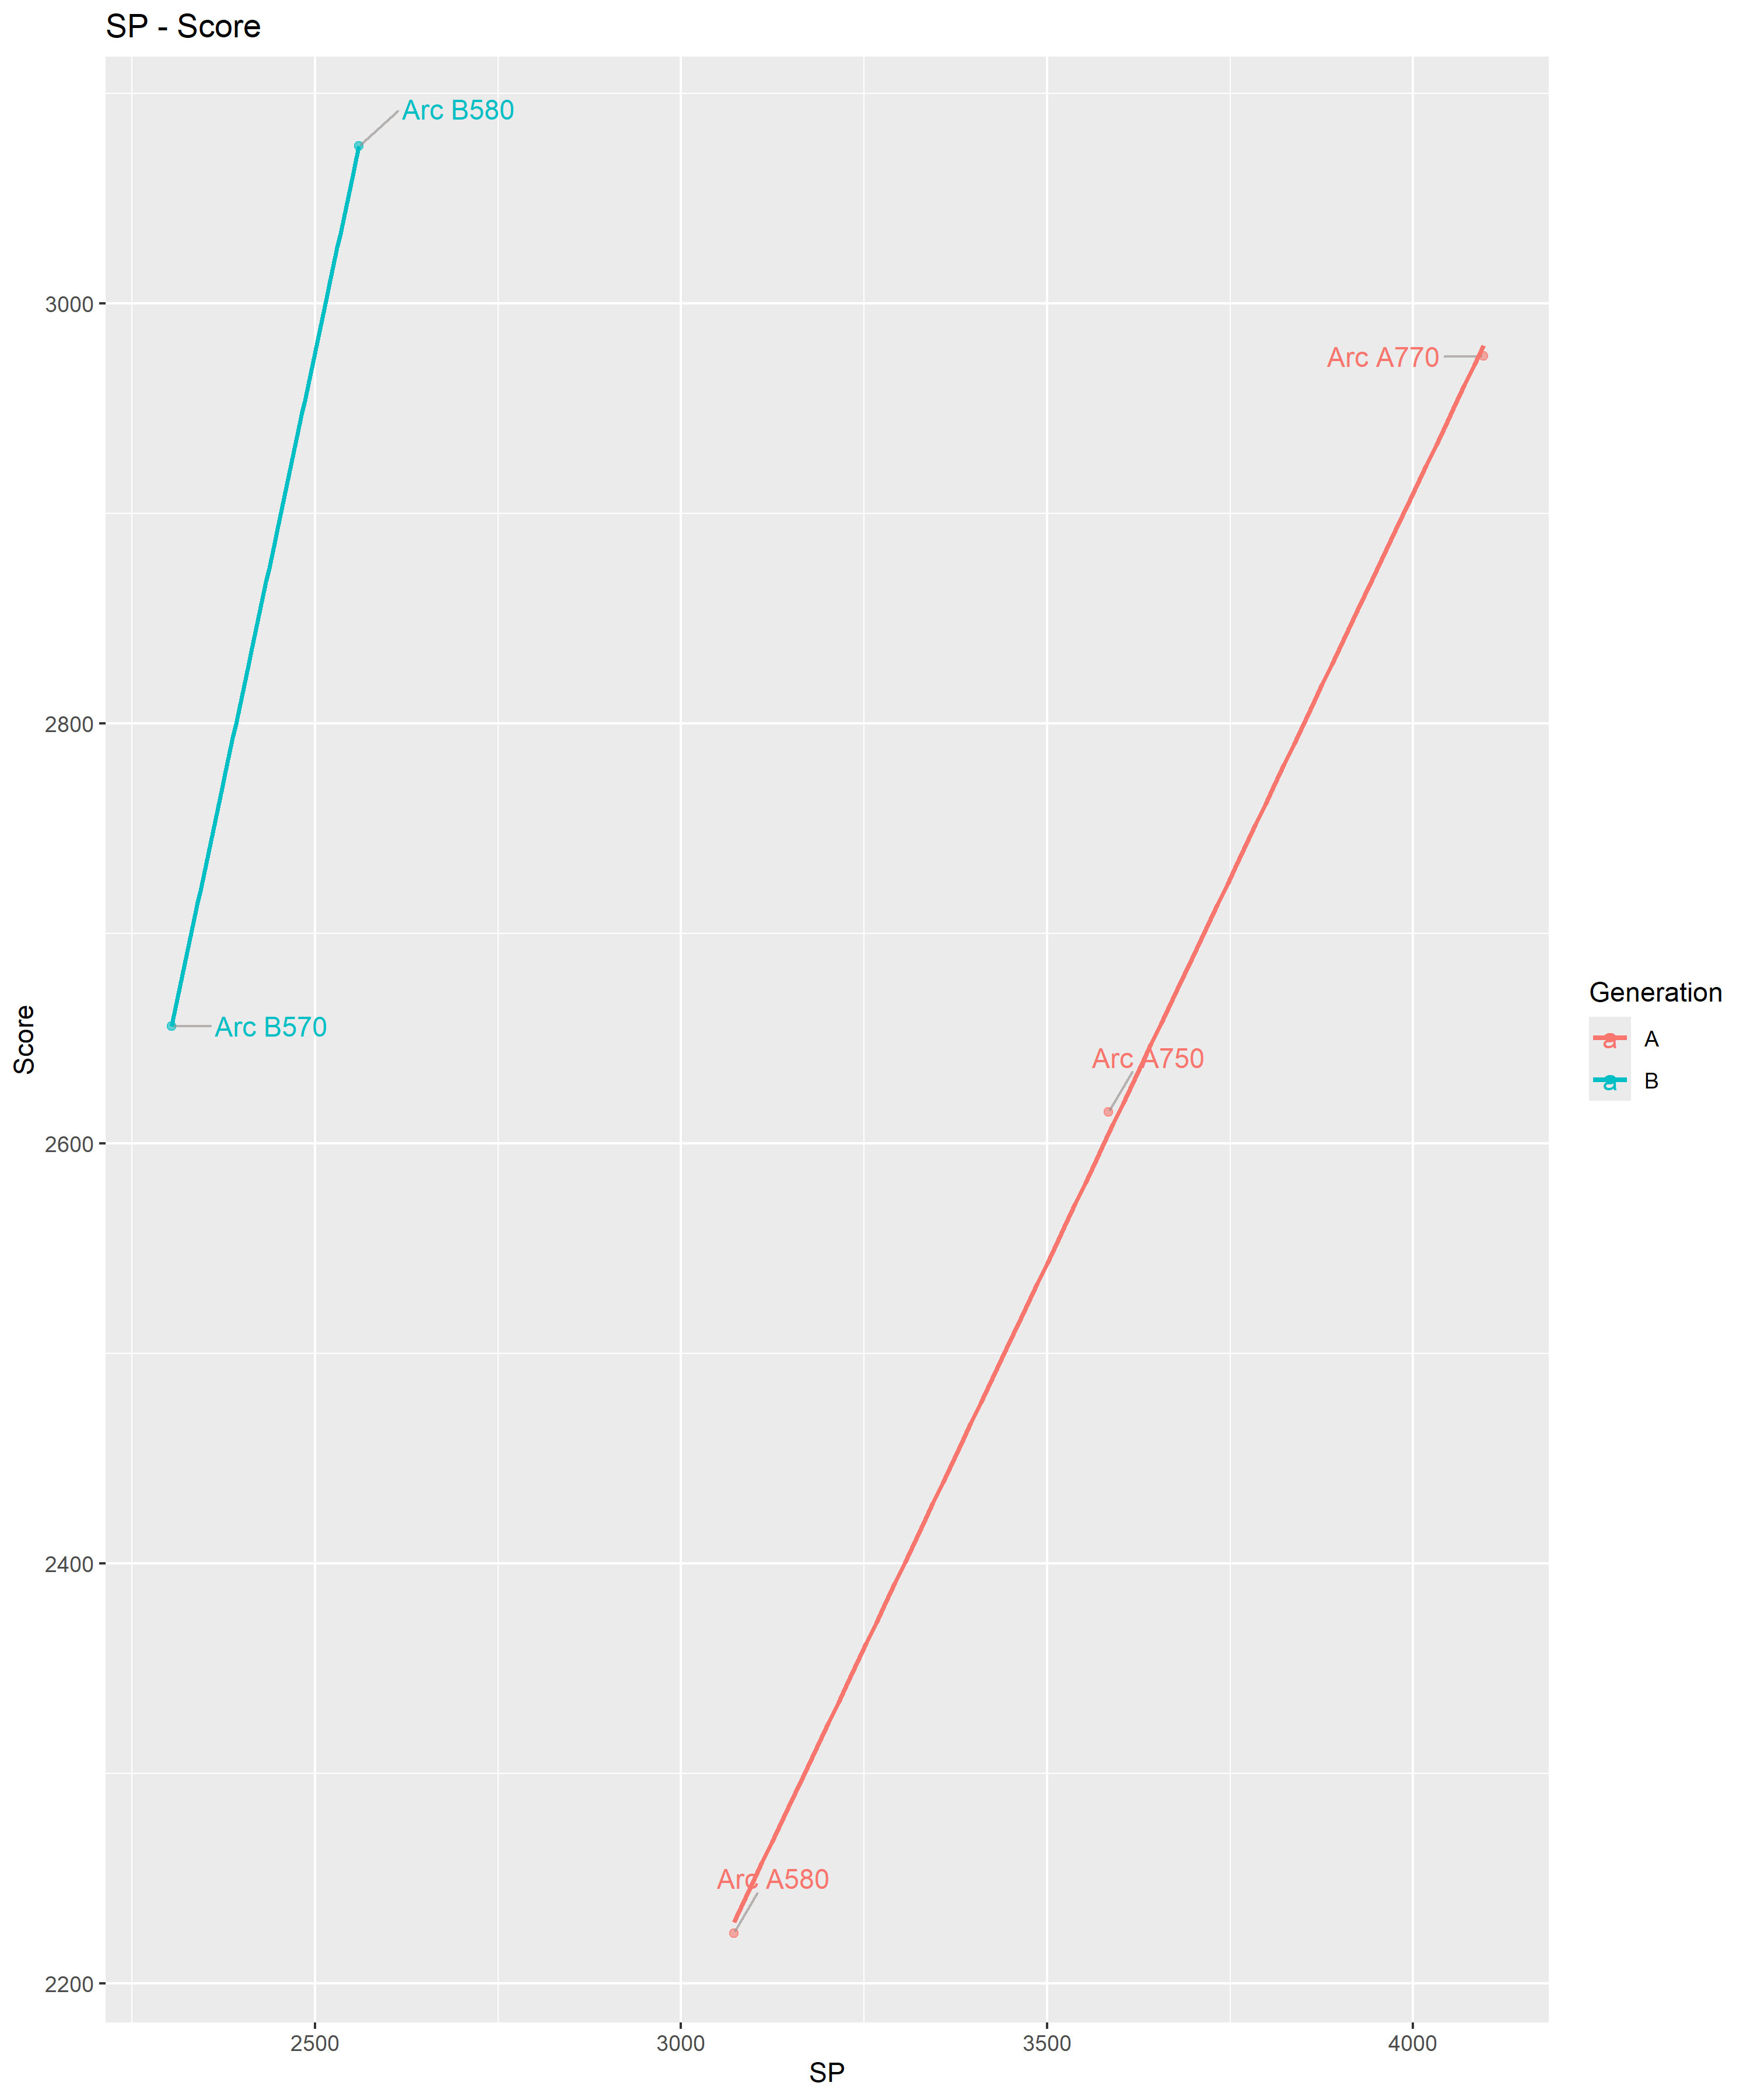 SP - Score
Arc B580
3000
Arc A770
2800
Generation
Score
Arc B570
a A
Arc A750
a B
2600
2400
Arc A580
2200
2500 3000 3500 4000
SP